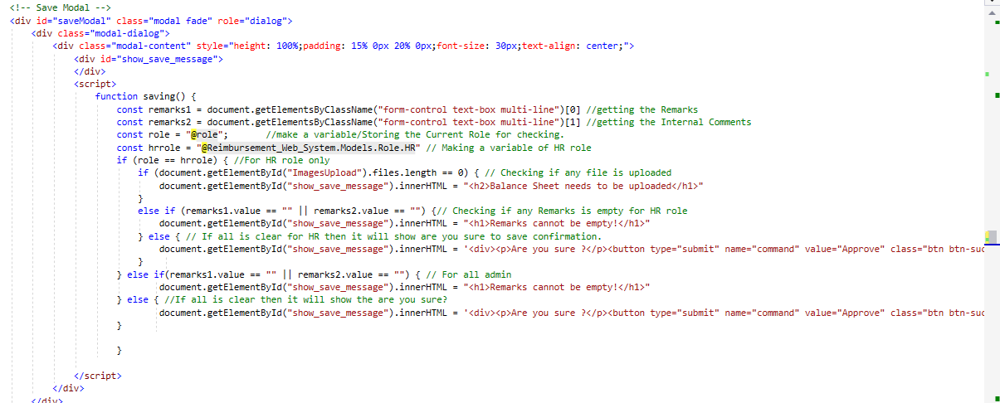 <!-- Save Modal -->
<div id="saveModal" class="modal fade" role="dialog">
<div class="modal-dialog">
<div class="modal-content" style="height: 100%;padding: 15% 0px 20% 0px;font-size: 30px;text-align: center;">
<div id="show_save_message">
</div>
<script>
function saving() {
const remarks1 = document.getElementsByClassName("form-control text-box multi-line")[0] //getting the Remarks
const remarks2 = document.getElementsByClassName("form-control text-box multi-line")[1] //getting the Internal Comments
const role = "@role"; //make a variable/Storing the Current Role for checking.
const hrrole = "@Reimbursement_Web_System.Models.Role.HR" // Making a variable of HR role
if (role == hrrole) { //For HR role only
if (document.getElementById("ImagesUpload").files.length == 0) { // Checking if any file is uploaded
document.getElementById("show_save_message").innerHTML = "<h2>Balance Sheet needs to be uploaded</h1>"
}
else if (remarks1.value == "" || remarks2.value == "") {// Checking if any Remarks is empty for HR role
document.getElementById("show_save_message").innerHTML = "<h1>Remarks cannot be empty!</h1>"
} else { // If all is clear for HR then it will show are you sure to save confirmation.
document.getElementById("show_save_message").innerHTML = '<div><p>Are you sure ?</p><button type="submit" name="command" value="Approve" class="btn btn-suc
}
} else if(remarks1.value == "" || remarks2.value == "") { // For all admin
document.getElementById("show_save_message").innerHTML = "<h1>Remarks cannot be empty!</h1>"
} else { //If all is clear then it will show the are you sure?
document.getElementById("show_save_message").innerHTML = '<div><p>Are you sure ?</p><button type="submit" name="command" value="Approve" class="btn btn-suc
}
}
</script>
</div>
</div>